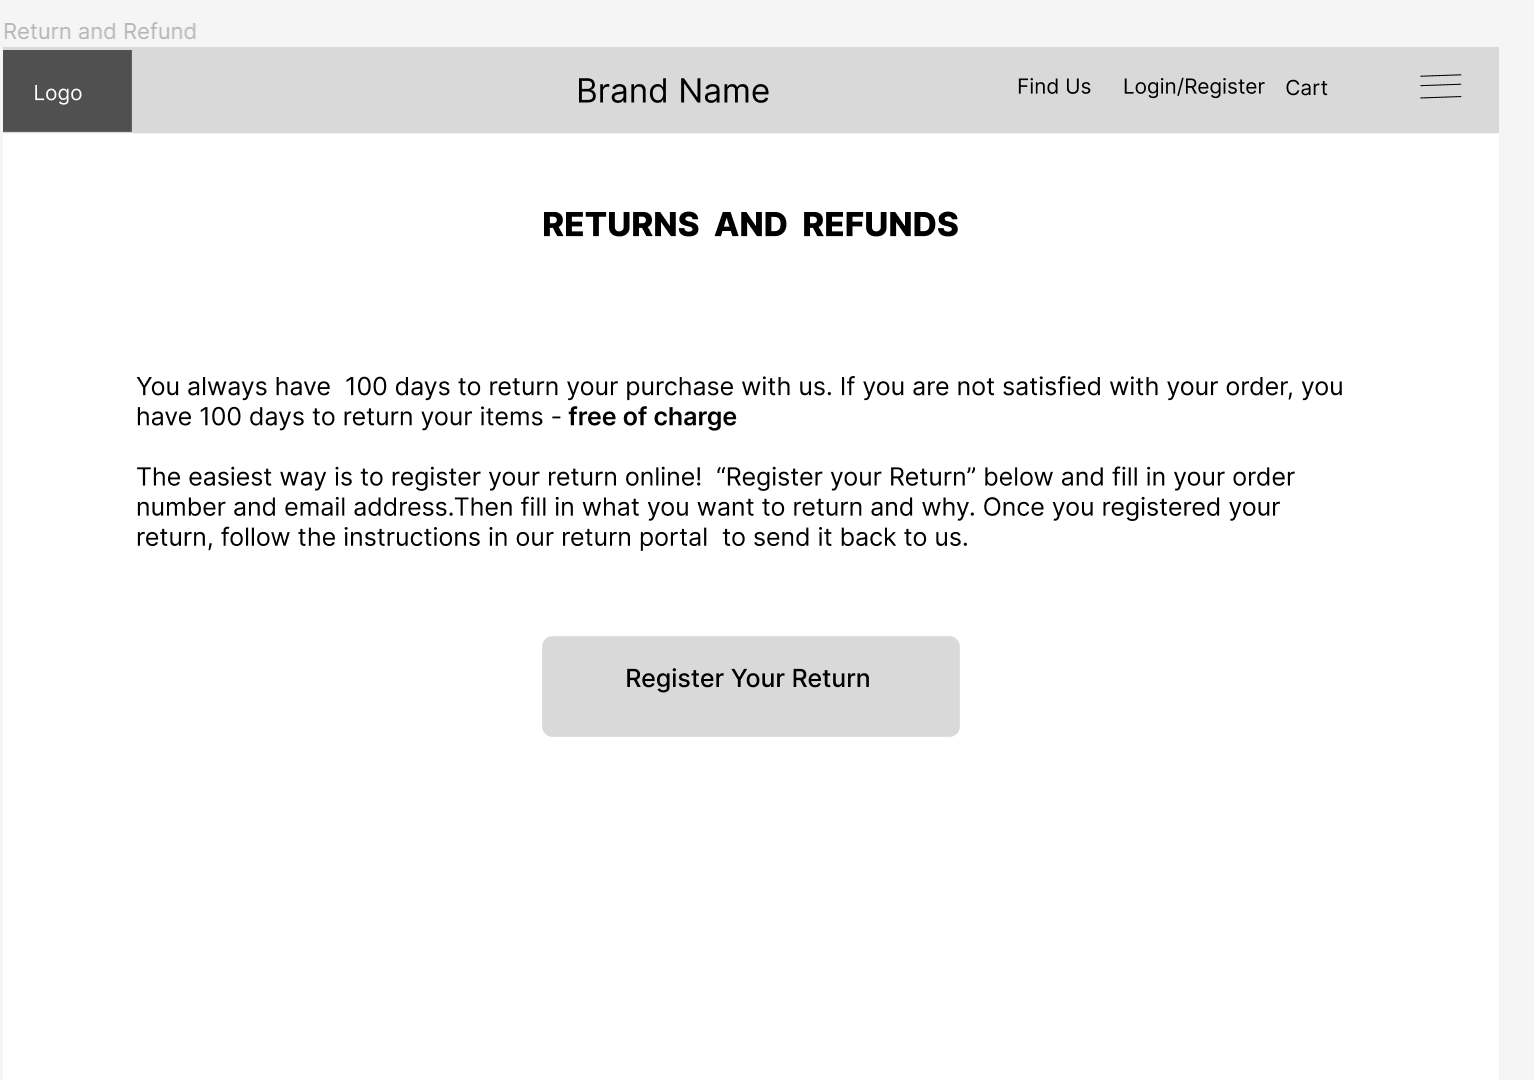 Return and Refund
Logo
Brand Name
Find Us
Login/Register
Cart
RETURNS AND REFUNDS
You always have  100 days to return your purchase with us. If you are not satisfied with your order, you
have 100 days to return your items - free of charge
The easiest way is to register your return online!  “Register your Return” below and fill in your order
number and email address.Then fill in what you want to return and why. Once you registered your
return, follow the instructions in our return portal  to send it back to us.
Register Your Return